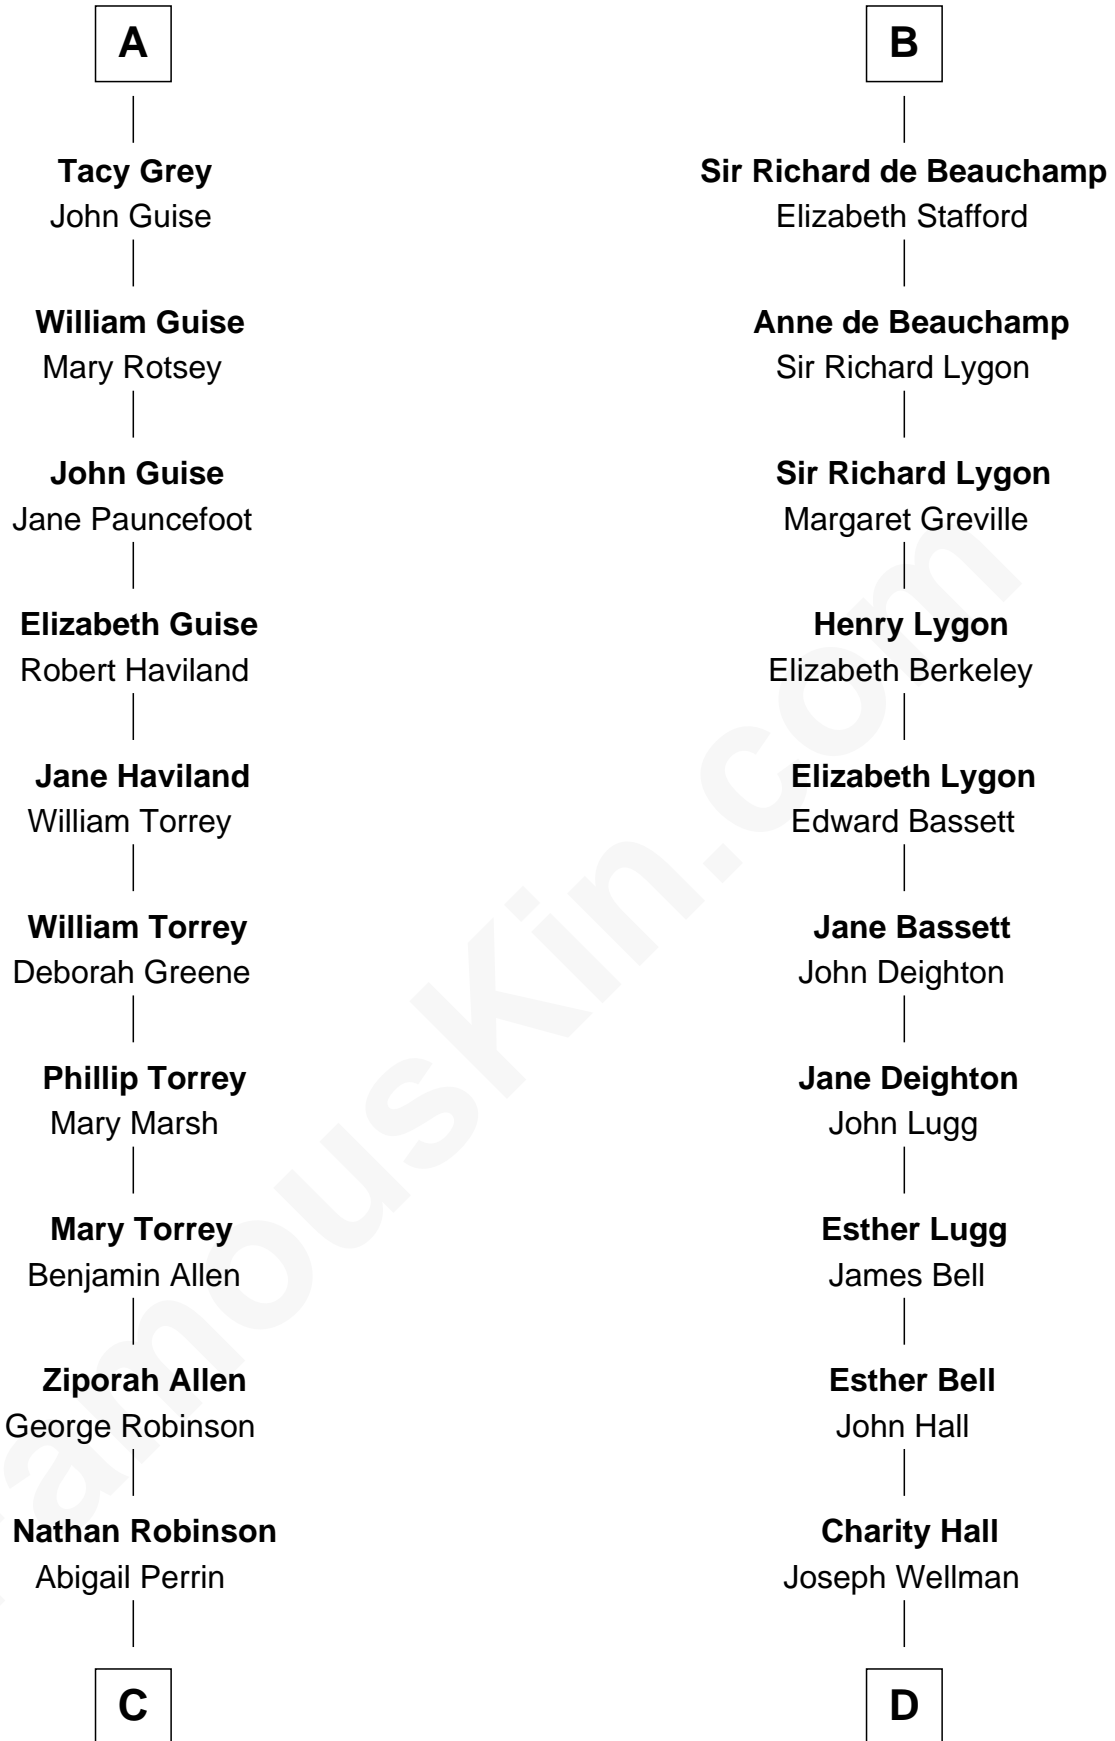 A
Tacy Grey
John Guise
William Guise
Mary Rotsey
John Guise
Jane Pauncefoot
Elizabeth Guise
Robert Haviland
Jane Haviland
William Torrey
William Torrey
Deborah Greene
Phillip Torrey
Mary Marsh
Mary Torrey
Benjamin Allen
Ziporah Allen
George Robinson
Nathan Robinson
Abigail Perrin
C
B
Sir Richard de Beauchamp
Elizabeth Stafford
Anne de Beauchamp
Sir Richard Lygon
Sir Richard Lygon
Margaret Greville
Henry Lygon
Elizabeth Berkeley
Elizabeth Lygon
Edward Bassett
Jane Bassett
John Deighton
Jane Deighton
John Lugg
Esther Lugg
James Bell
Esther Bell
John Hall
Charity Hall
Joseph Wellman
D
FamousKin.com